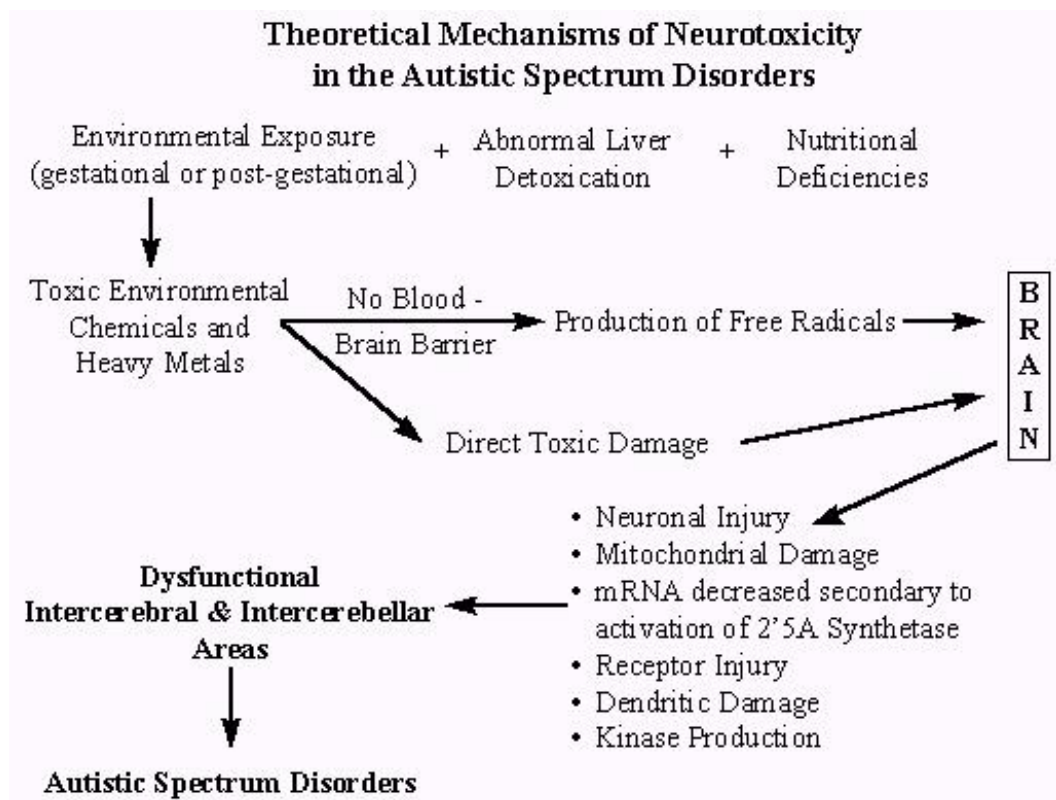 Theoretical Mechanisms of Neurotoxicity
in the Autistic Spectrum Disorders
Environmental Exposure
(gestational or post-gestational)
+
Abnormal Liver
Detoxication
+
Nutritional
Deficiencies
Toxic Environmental
Chemicals and
Heavy Metals
No Blood -
Brain Barrier
Production of Free Radicals
Direct Toxic Damage
B
R
A
I
N
• Neuronal Injury
• Mitochondrial Damage
• mRNA decreased secondary to
activation of 2’5A Synthetase
• Receptor Injury
• Dendritic Damage
• Kinase Production
Dysfunctional
Intercerebral & Intercerebellar
Areas
Autistic Spectrum Disorders